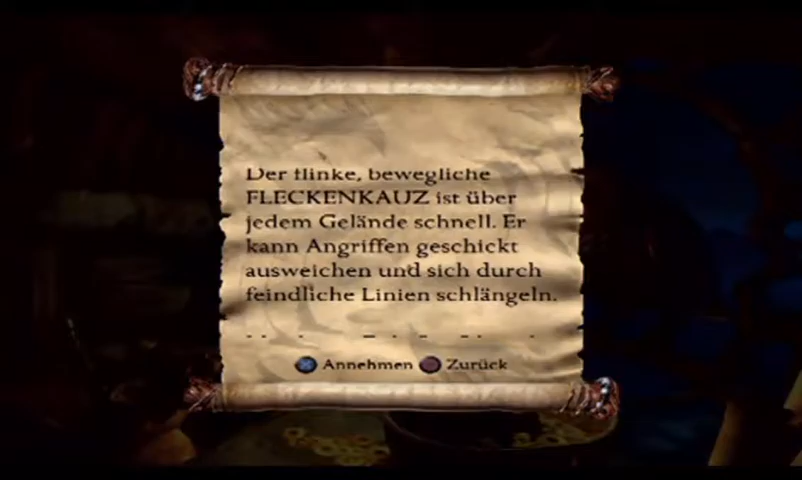 Der flinke, bewegliche
FLECKENKAUZ ist über
jedem Gelände schnell. Er
kann Angriffen geschickt
ausweichen und sich durch
feindliche Linien schlängeln.
Annehmen Zurück